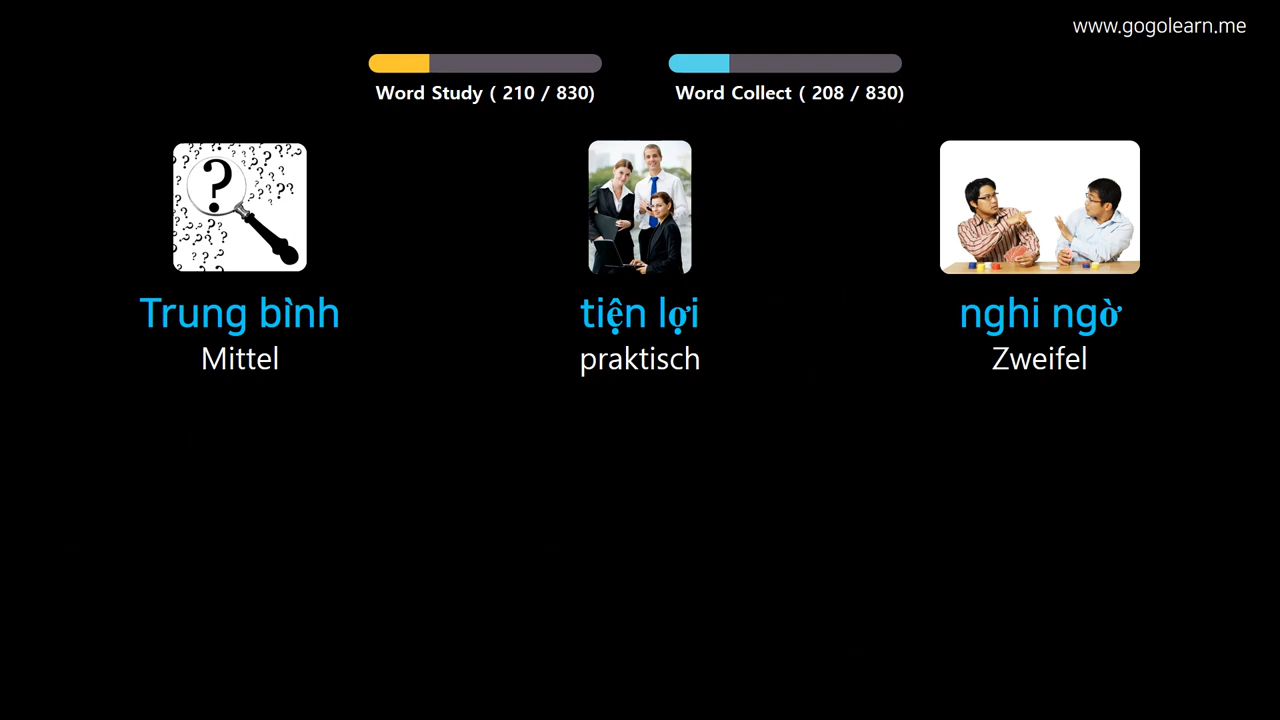 www.gogolearn.me
Word Study ( 210 / 830)
Word Collect ( 208 / 830)
Trung bình
tiện lợi
nghi ngờ
Mittel
praktisch
Zweifel